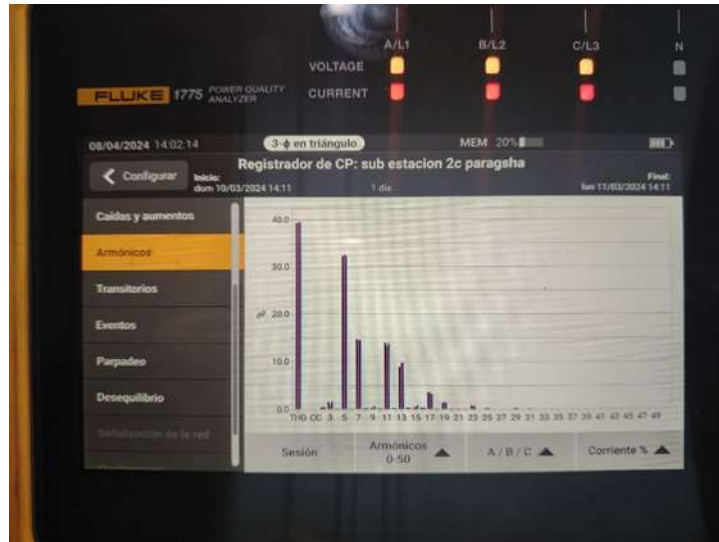 A/L1 B/L2 C/L3 N
VOLTAGE
FLUKE 1775 POWER QUALITY ANALYZER CURRENT
08/04/2024 14:02:14 3-ϕ en triángulo MEM 20%
Registrador de CP: sub estacion 2c paragsha
Configurar Inicio: Final:
dom 10/03/2024 14:11 1 día lun 11/03/2024 14:11
Caídas y aumentos
Armónicos
Transitorios
Eventos
Parpadeo
Desequilibrio
Señalización de la red
40.0
30.0
% 20.0
10.0
0.0
THD CC 3 5 7 9 11 13 15 17 19 21 23 25 27 29 31 33 35 37 39 41 43 45 47 49
Sesión Armónicos 0-50 A / B / C Corriente %